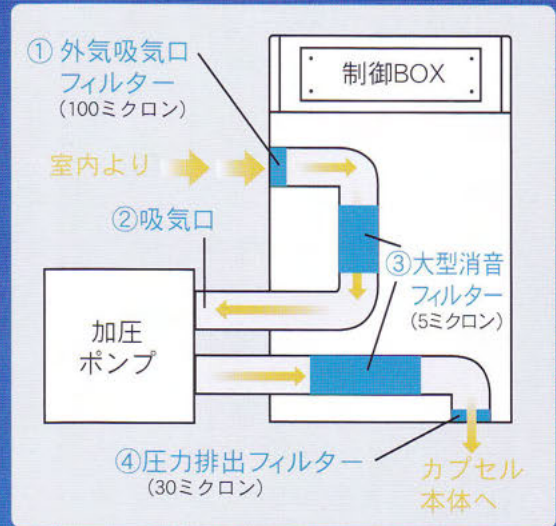 ① 外気吸気口
フィルター
(100ミクロン)
制御BOX
室内より
②吸気口
③大型消音
フィルター
(5ミクロン)
加圧
ポンプ
④圧力排出フィルター
(30ミクロン)
カプセル
本体へ